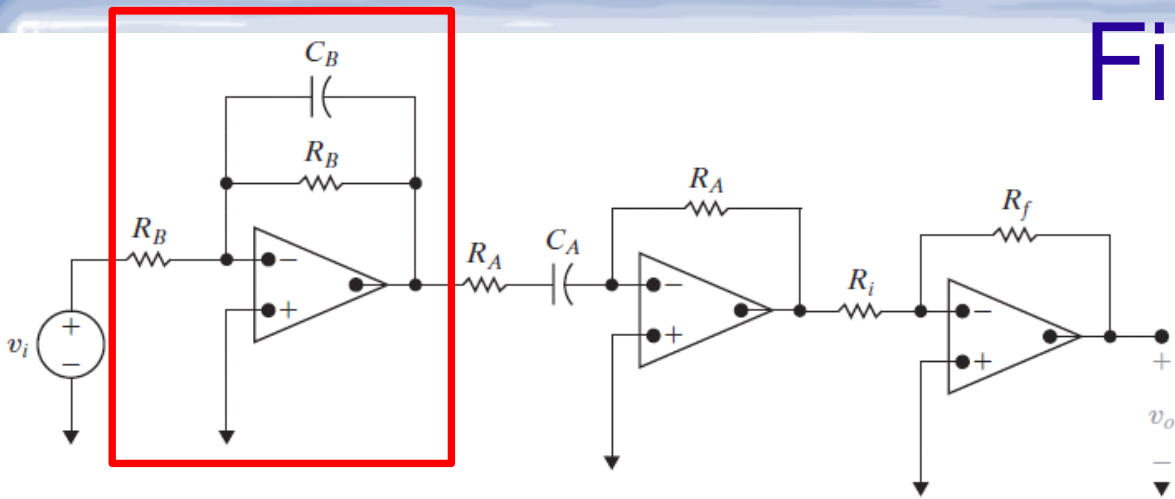 Fi
C_B
R_B
R_B
R_A
C_A
R_A
R_i
R_f
v_i
+
−
−
+
−
+
−
+
+
v_o
−